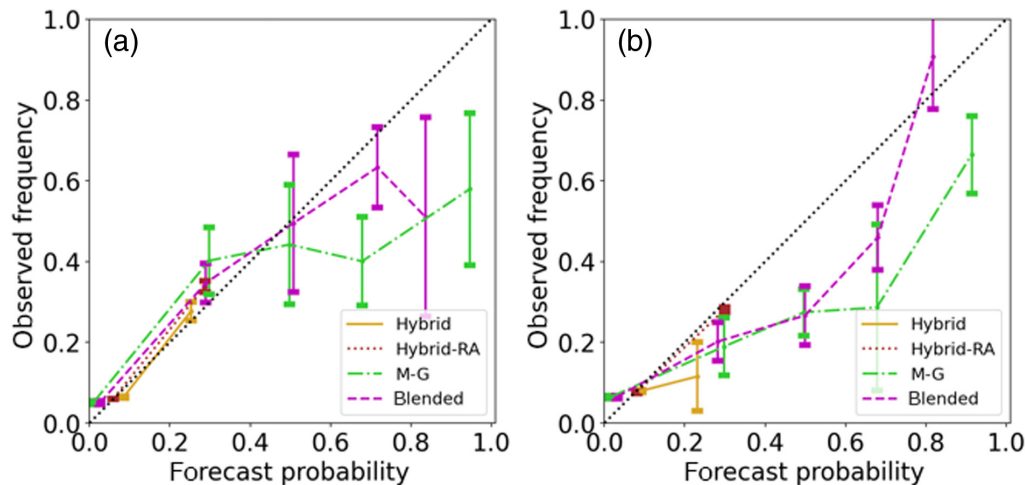 (a)
1.0
0.8
0.6
0.4
0.2
0.0
Observed frequency
0.0 0.2 0.4 0.6 0.8 1.0
Forecast probability
Hybrid
Hybrid-RA
M-G
Blended
(b)
1.0
0.8
0.6
0.4
0.2
0.0
Observed frequency
0.0 0.2 0.4 0.6 0.8 1.0
Forecast probability
Hybrid
Hybrid-RA
M-G
Blended